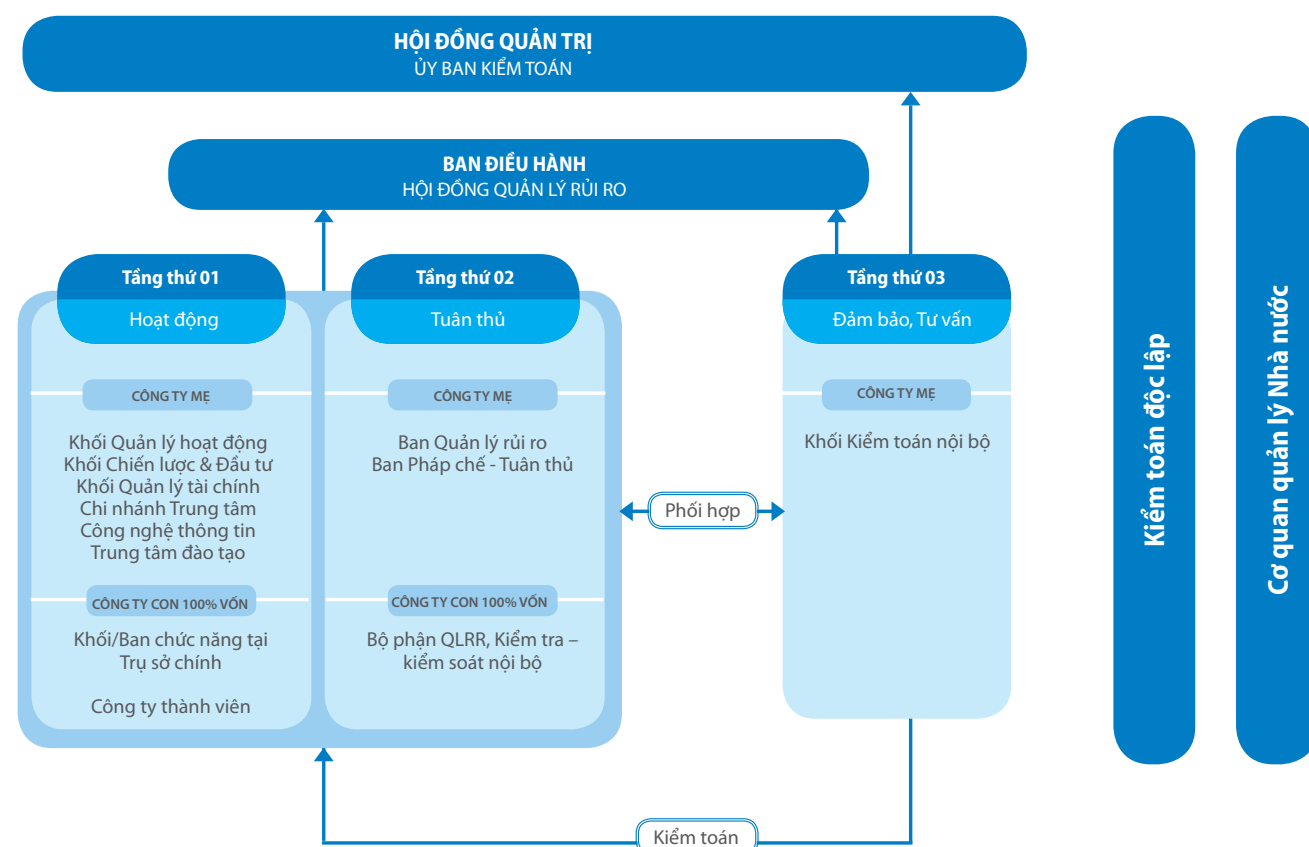 HỘI ĐỒNG QUẢN TRỊ
ỦY BAN KIỂM TOÁN
BAN ĐIỀU HÀNH
HỘI ĐỒNG QUẢN LÝ RỦI RO
Tầng thứ 01
Hoạt động
CÔNG TY MẸ
Khối Quản lý hoạt động
Khối Chiến lược & Đầu tư
Khối Quản lý tài chính
Chi nhánh Trung tâm
Công nghệ thông tin
Trung tâm đào tạo
CÔNG TY CON 100% VỐN
Khối/Ban chức năng tại
Trụ sở chính
Công ty thành viên
Tầng thứ 02
Tuân thủ
CÔNG TY MẸ
Ban Quản lý rủi ro
Ban Pháp chế - Tuân thủ
CÔNG TY CON 100% VỐN
Bộ phận QLRR, Kiểm tra –
kiểm soát nội bộ
Phối hợp
Tầng thứ 03
Đảm bảo, Tư vấn
CÔNG TY MẸ
Khối Kiểm toán nội bộ
Kiểm toán
Kiểm toán độc lập
Cơ quan quản lý Nhà nước